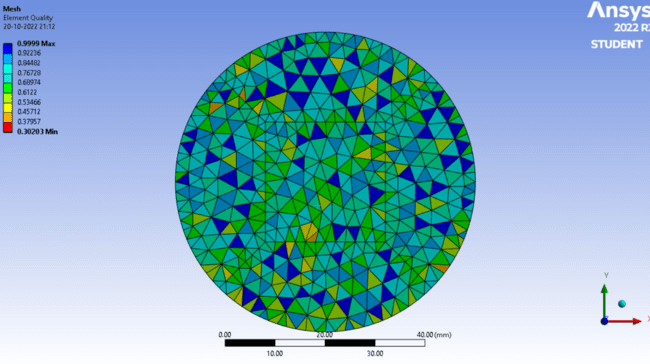 Mesh
Element Quality
20-10-2022 21:12
0.9999 Max
0.92236
0.84482
0.76728
0.68974
0.6122
0.53466
0.45712
0.37957
0.30203 Min
Ansys
2022 R
STUDENT
Y
X
0.00 20.00 40.00 (mm)
10.00 30.00